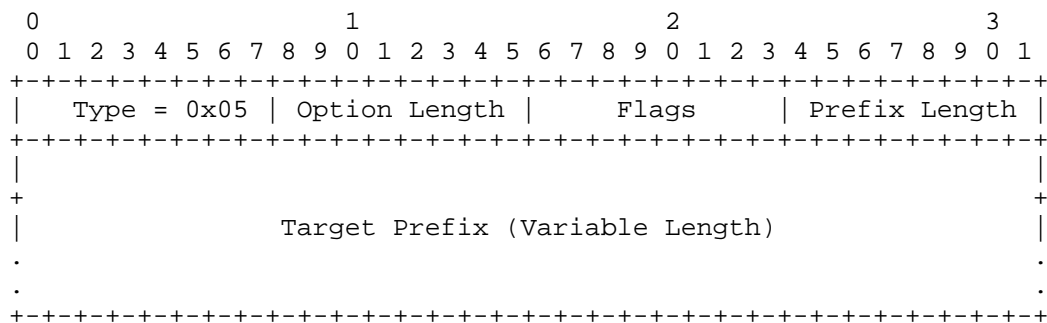 0                   1                   2                   3
 0 1 2 3 4 5 6 7 8 9 0 1 2 3 4 5 6 7 8 9 0 1 2 3 4 5 6 7 8 9 0 1
+-+-+-+-+-+-+-+-+-+-+-+-+-+-+-+-+-+-+-+-+-+-+-+-+-+-+-+-+-+-+-+-+
|   Type = 0x05 | Option Length |     Flags     | Prefix Length |
+-+-+-+-+-+-+-+-+-+-+-+-+-+-+-+-+-+-+-+-+-+-+-+-+-+-+-+-+-+-+-+-+
|                                                               |
+                                                               +
|                Target Prefix (Variable Length)                |
.                                                               .
.                                                               .
+-+-+-+-+-+-+-+-+-+-+-+-+-+-+-+-+-+-+-+-+-+-+-+-+-+-+-+-+-+-+-+-+